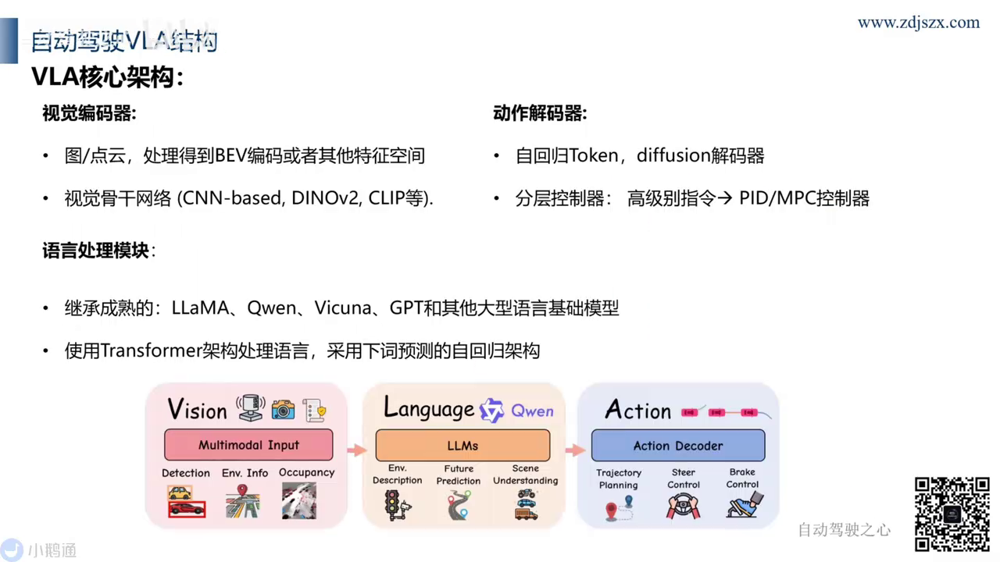 www.zdjszx.com
自动驾驶VLA结构
VLA核心架构：
视觉编码器:
• 图/点云，处理得到BEV编码或者其他特征空间
• 视觉骨干网络 (CNN-based, DINOv2, CLIP等).
动作解码器:
• 自回归Token，diffusion解码器
• 分层控制器： 高级别指令→ PID/MPC控制器
语言处理模块：
• 继承成熟的：LLaMA、Qwen、Vicuna、GPT和其他大型语言基础模型
• 使用Transformer架构处理语言，采用下词预测的自回归架构
Vision
Multimodal Input
Detection Env. Info Occupancy
Language Qwen
LLMs
Env. Description
Future Prediction
Scene Understanding
Action
Action Decoder
Trajectory Planning
Steer Control
Brake Control
自动驾驶之心
小鹅通